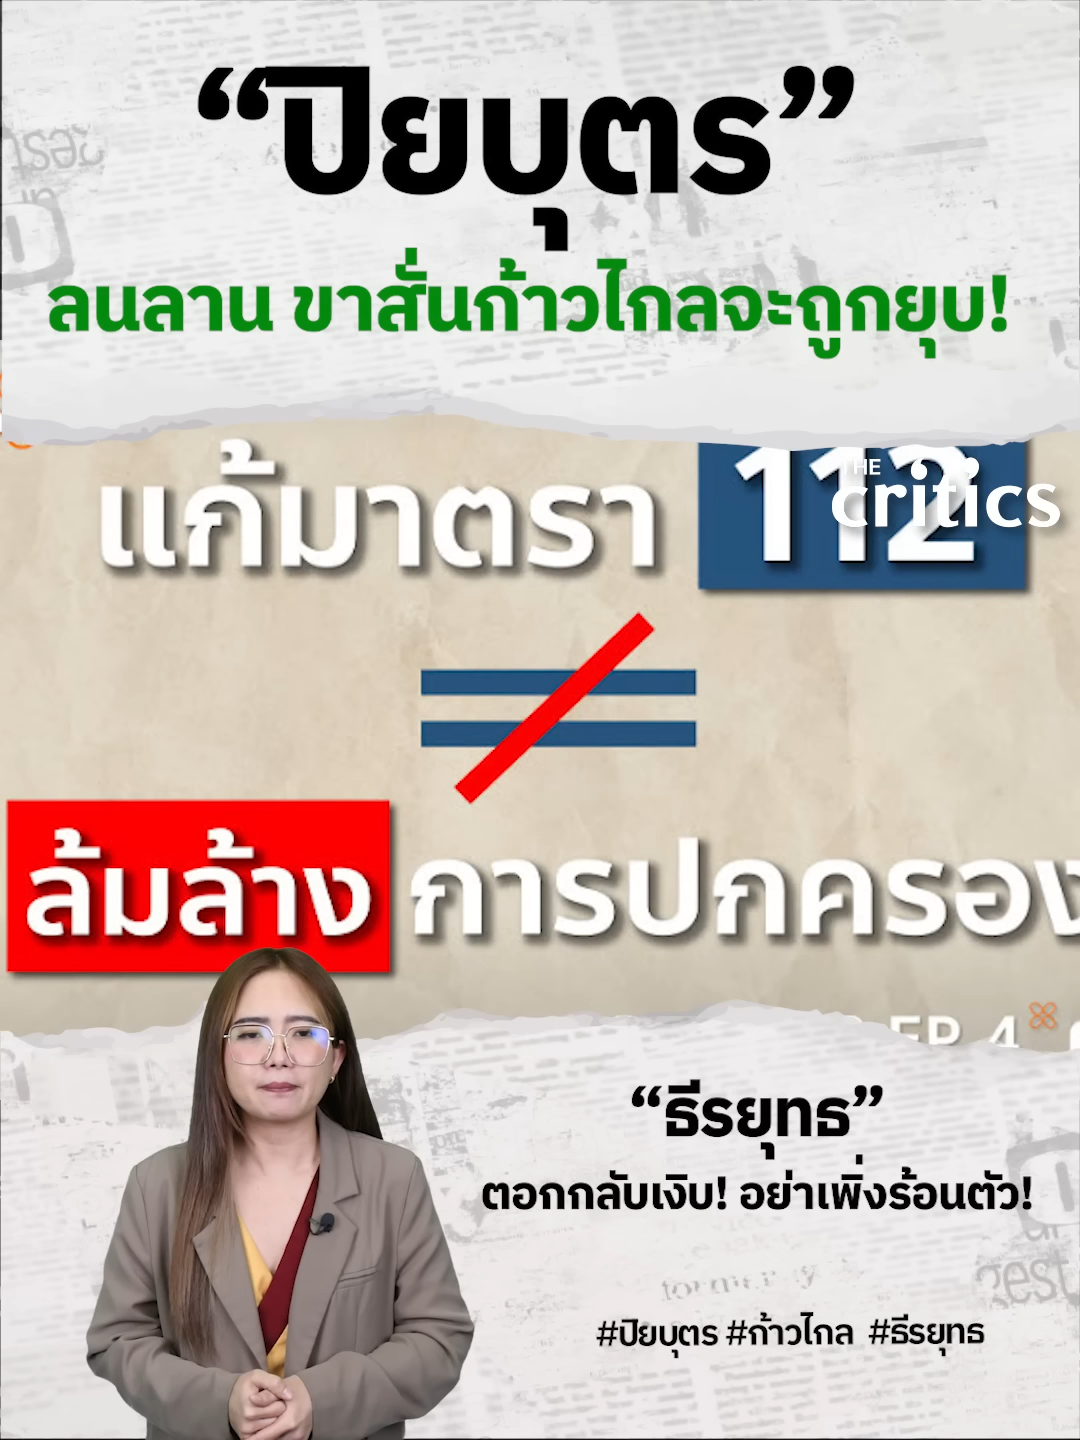 “ปิยบุตร”
ลนลาน ขาสั่นก้าวไกลจะถูกยุบ!
แก้มาตรา 112
THE
critics
ล้มล้าง การปกครอง
EP. 4
“ธีรยุทธ”
ตอกกลับเงิบ! อย่าเพิ่งร้อนตัว!
#ปิยบุตร #ก้าวไกล #ธีรยุทธ